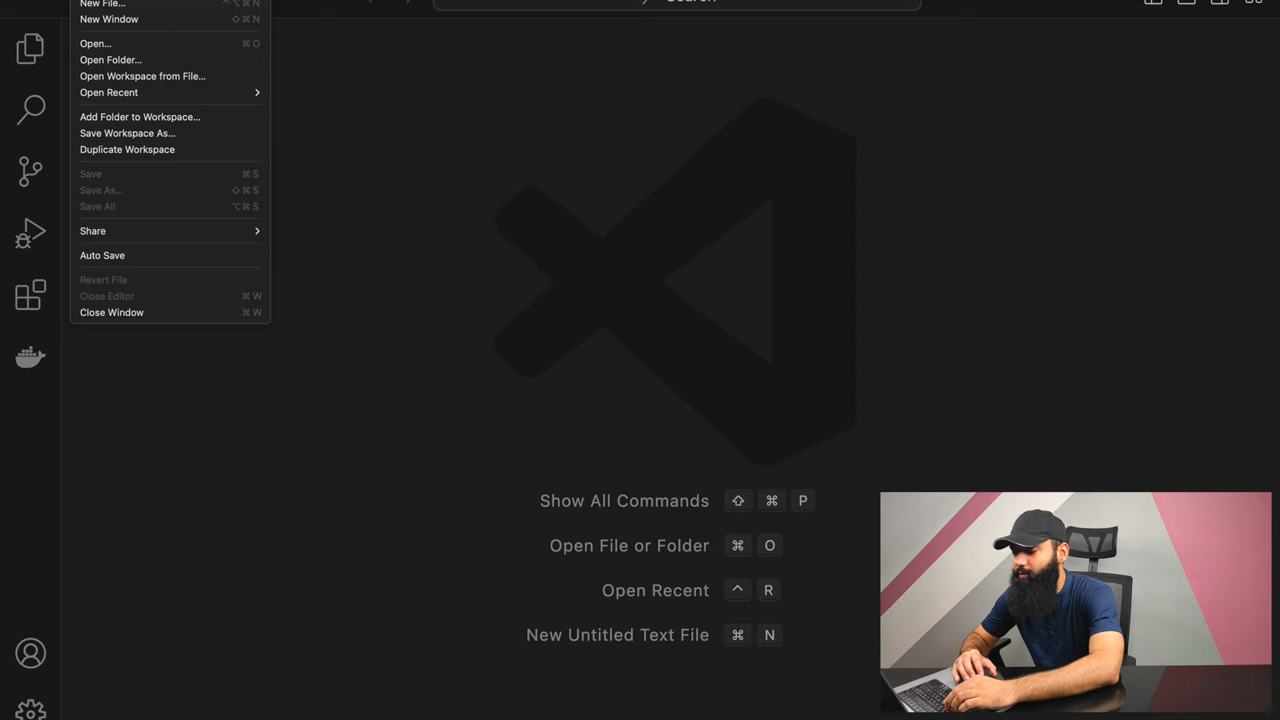 New File... ^⌥⌘N
New Window ⇧⌘N
Open... ⌘O
Open Folder...
Open Workspace from File...
Open Recent
Add Folder to Workspace...
Save Workspace As...
Duplicate Workspace
Save ⌘S
Save As... ⇧⌘S
Save All ⌥⌘S
Share
Auto Save
Revert File
Close Editor ⌘W
Close Window ⌘W
Show All Commands ⇧ ⌘ P
Open File or Folder ⌘ O
Open Recent ^ R
New Untitled Text File ⌘ N